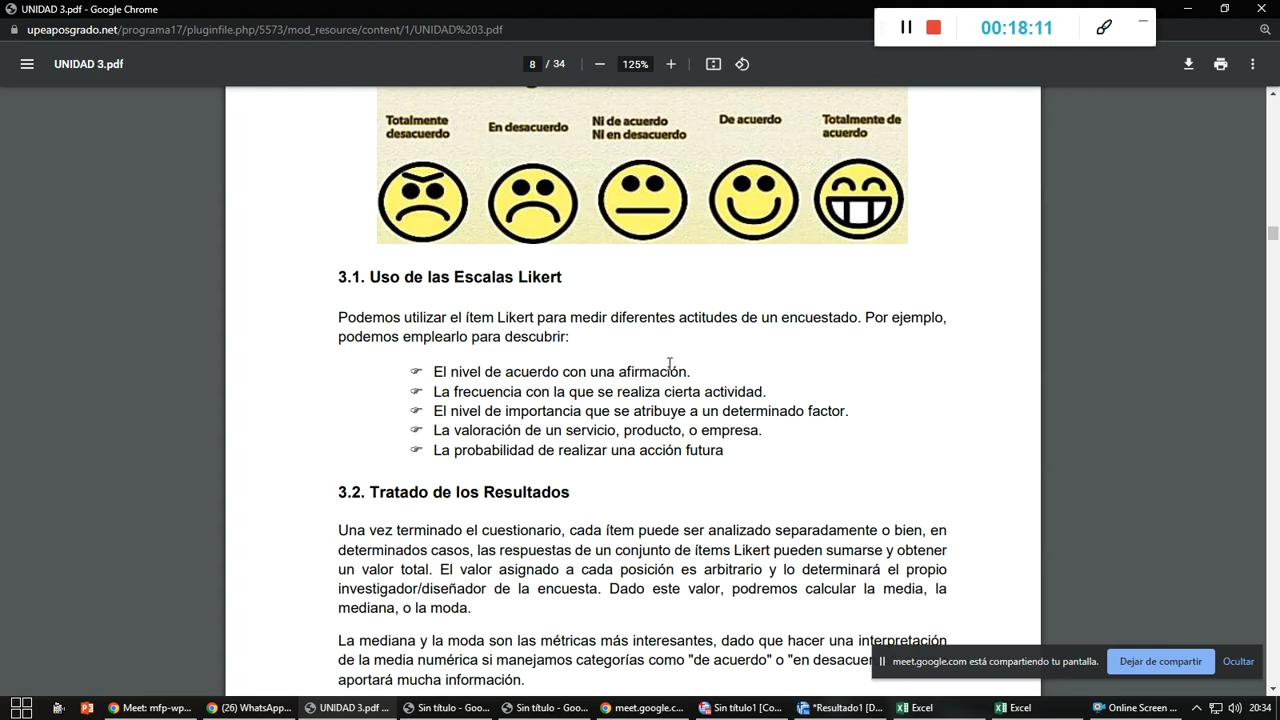 UNIDAD 3.pdf - Google Chrome
upeaposgrado.net/programa17/pluginfile.php/5573/mod_resource/content/1/UNIDAD%203.pdf
00:18:11
UNIDAD 3.pdf
8 / 34
125%
Totalmente desacuerdo
En desacuerdo
Ni de acuerdo
NI en desacuerdo
De acuerdo
Totalmente de acuerdo
3.1. Uso de las Escalas Likert
Podemos utilizar el ítem Likert para medir diferentes actitudes de un encuestado. Por ejemplo,
podemos emplearlo para descubrir:
☞ El nivel de acuerdo con una afirmación.
☞ La frecuencia con la que se realiza cierta actividad.
☞ El nivel de importancia que se atribuye a un determinado factor.
☞ La valoración de un servicio, producto, o empresa.
☞ La probabilidad de realizar una acción futura
3.2. Tratado de los Resultados
Una vez terminado el cuestionario, cada ítem puede ser analizado separadamente o bien, en
determinados casos, las respuestas de un conjunto de ítems Likert pueden sumarse y obtener
un valor total. El valor asignado a cada posición es arbitrario y lo determinará el propio
investigador/diseñador de la encuesta. Dado este valor, podremos calcular la media, la
mediana, o la moda.
La mediana y la moda son las métricas más interesantes, dado que hacer una interpretación
de la media numérica si manejamos categorías como "de acuerdo" o "en desacue
aportará mucha información.
meet.google.com está compartiendo tu pantalla.
Dejar de compartir
Ocultar
Meet: mfp-wp...
(26) WhatsApp...
UNIDAD 3.pdf ...
Sin título - Goo...
Sin título - Goo...
meet.google.co...
Sin título1 [Co...
*Resultado1 [D...
Excel
Excel
Online Screen ...
20:34